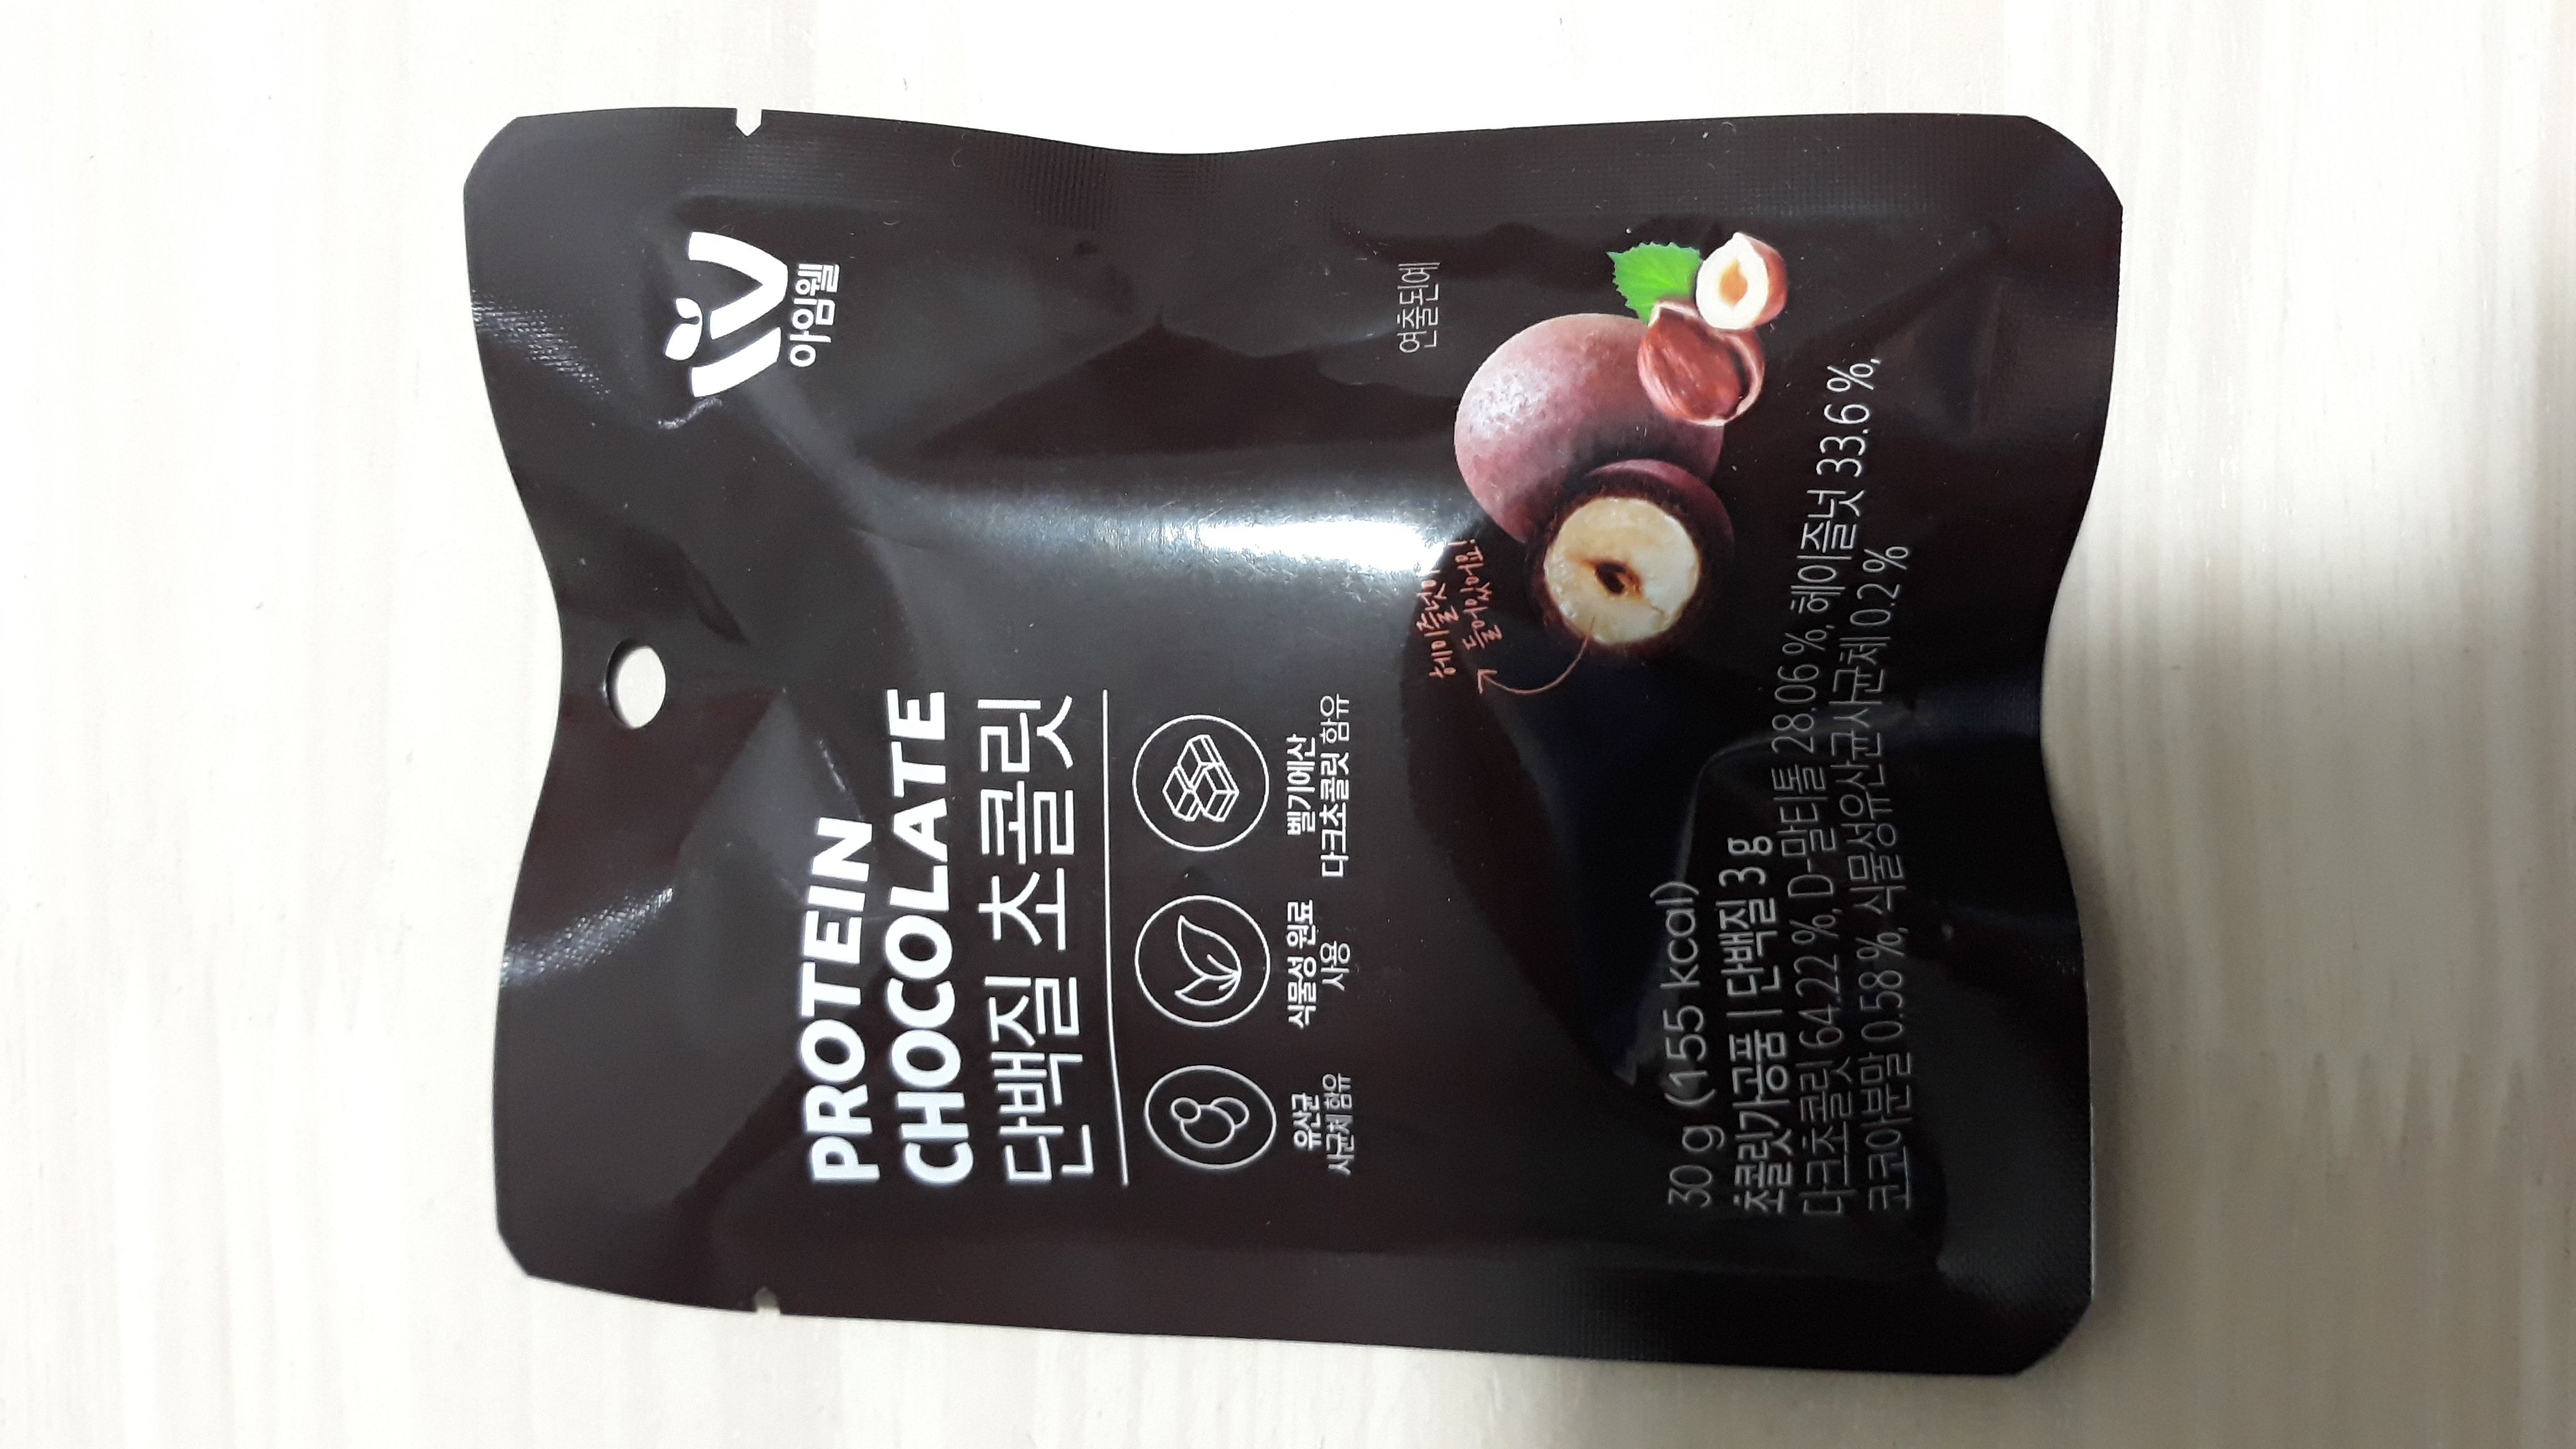 아임웰
PROTEIN
CHOCOLATE
단백질 초콜릿
유산균
사균체 함유
식물성 원료
사용
벨기에산
다크초콜릿 함유
연출된예
헤이즐넛이
들어있어요!
30 g (155 kcal)
초콜릿가공품 | 단백질 3 g
다크초콜릿 64.22 %, D-말티톨 28.06 %, 헤이즐넛 33.6 %,
코코아분말 0.58 %, 식물성유산균사균체 0.2 %